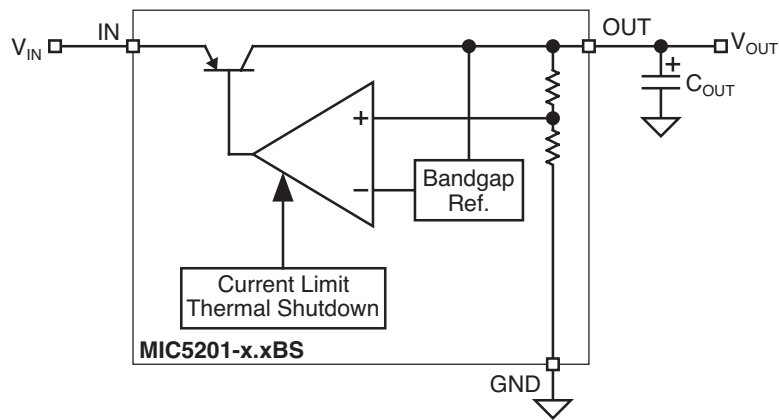 IN
OUT
V_IN
V_OUT
+
C_OUT
+
−
Bandgap
Ref.
Current Limit
Thermal Shutdown
MIC5201-x.xBS
GND